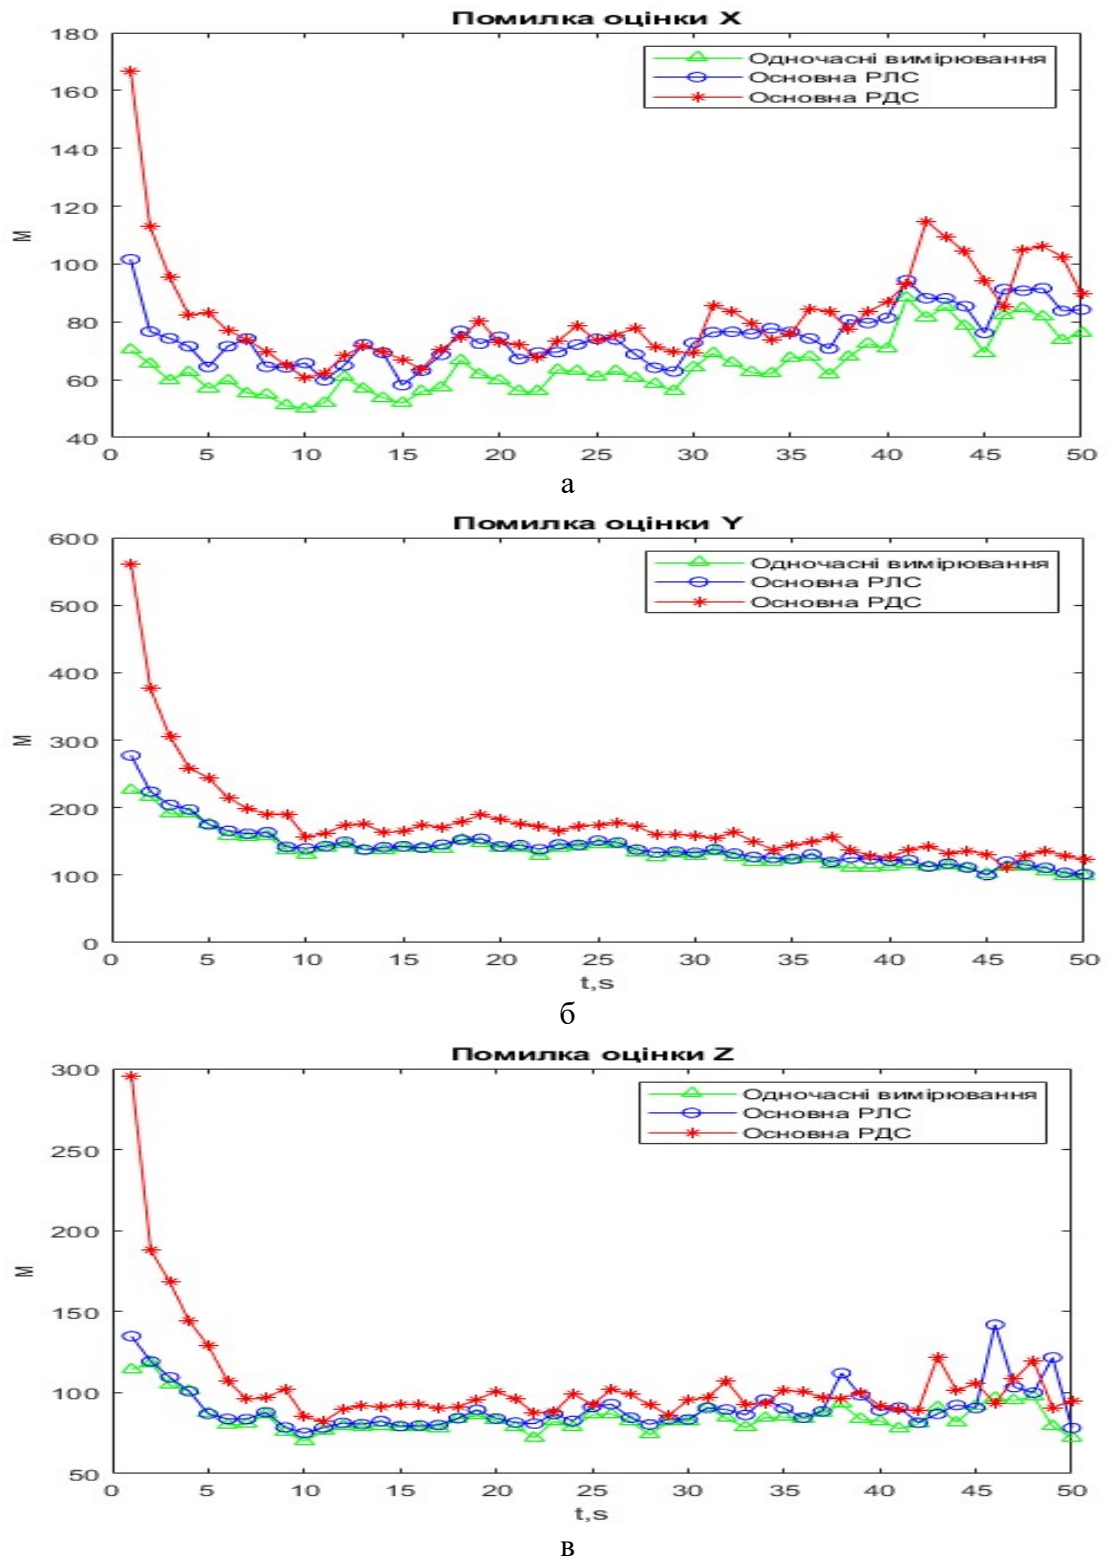 Помилка оцінки X
180
160
140
120
100
80
60
40
М
Одночасні вимірювання
Основна РЛС
Основна РДС
0 5 10 15 20 25 30 35 40 45 50
а
Помилка оцінки Y
600
500
400
300
200
100
0
М
Одночасні вимірювання
Основна РЛС
Основна РДС
0 5 10 15 20 25 30 35 40 45 50
t,s
б
Помилка оцінки Z
300
250
200
150
100
50
М
Одночасні вимірювання
Основна РЛС
Основна РДС
0 5 10 15 20 25 30 35 40 45 50
t,s
в